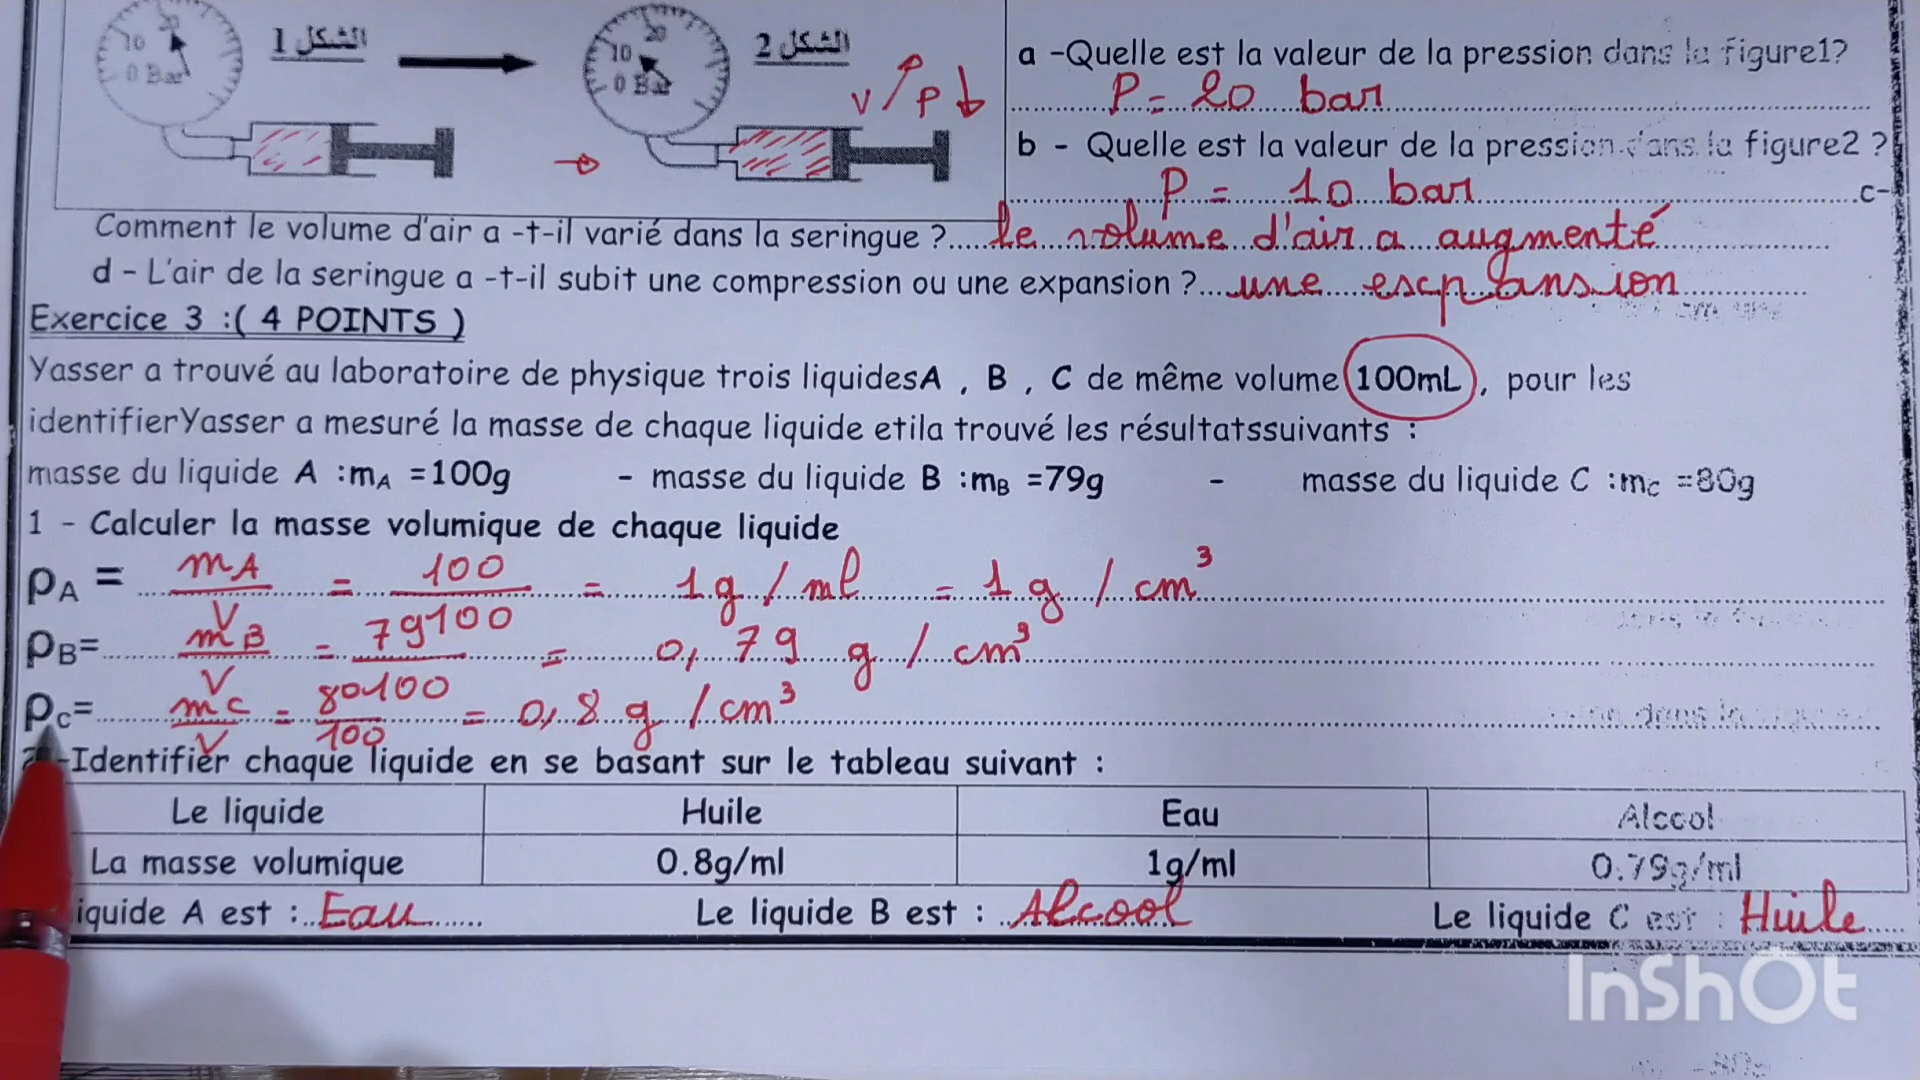 10 20 0 Bar الشكل 1
10 20 0 Bar الشكل 2
V P
a -Quelle est la valeur de la pression dans la figure1?
P = 20 bar
b - Quelle est la valeur de la pression dans la figure2 ?
P = 10 bar c-
Comment le volume d'air a -t-il varié dans la seringue ?.....le volume d'air a augmenté
d - L'air de la seringue a -t-il subit une compression ou une expansion ?...une expansion
Exercice 3 :( 4 POINTS )
Yasser a trouvé au laboratoire de physique trois liquidesA , B , C de même volume 100mL , pour les
identifierYasser a mesuré la masse de chaque liquide etila trouvé les résultatssuivants :
masse du liquide A :mA =100g - masse du liquide B :mB =79g - masse du liquide C :mC =80g
1 - Calculer la masse volumique de chaque liquide
ρA = mA/V = 100/100 = 1g/ml = 1g/cm³
ρB= mB/V = 79 = 0,79 g/cm³
ρC= mC/V = 80/100 = 0,8 g/cm³
-Identifier chaque liquide en se basant sur le tableau suivant :
Le liquide Huile Eau Alccol
La masse volumique 0.8g/ml 1g/ml 0.79g/ml
iquide A est :..Eau....... Le liquide B est : ..Alcool Le liquide C est : Huile.....
InShOt